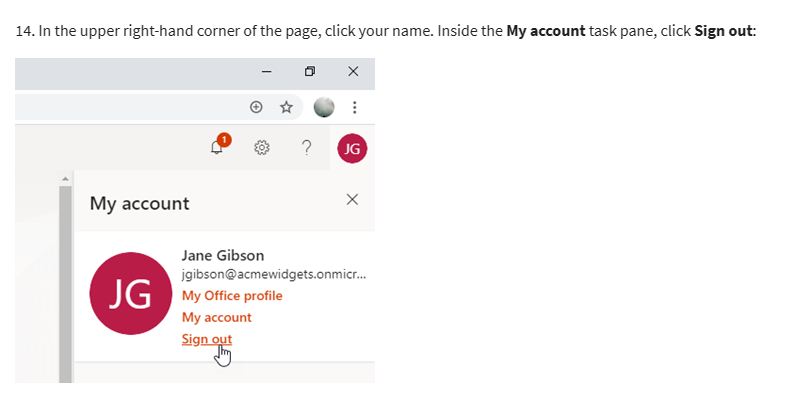 14. In the upper right-hand corner of the page, click your name. Inside the My account task pane, click Sign out:
1
?
JG
My account
JG
Jane Gibson
jgibson@acmewidgets.onmicr...
My Office profile
My account
Sign out